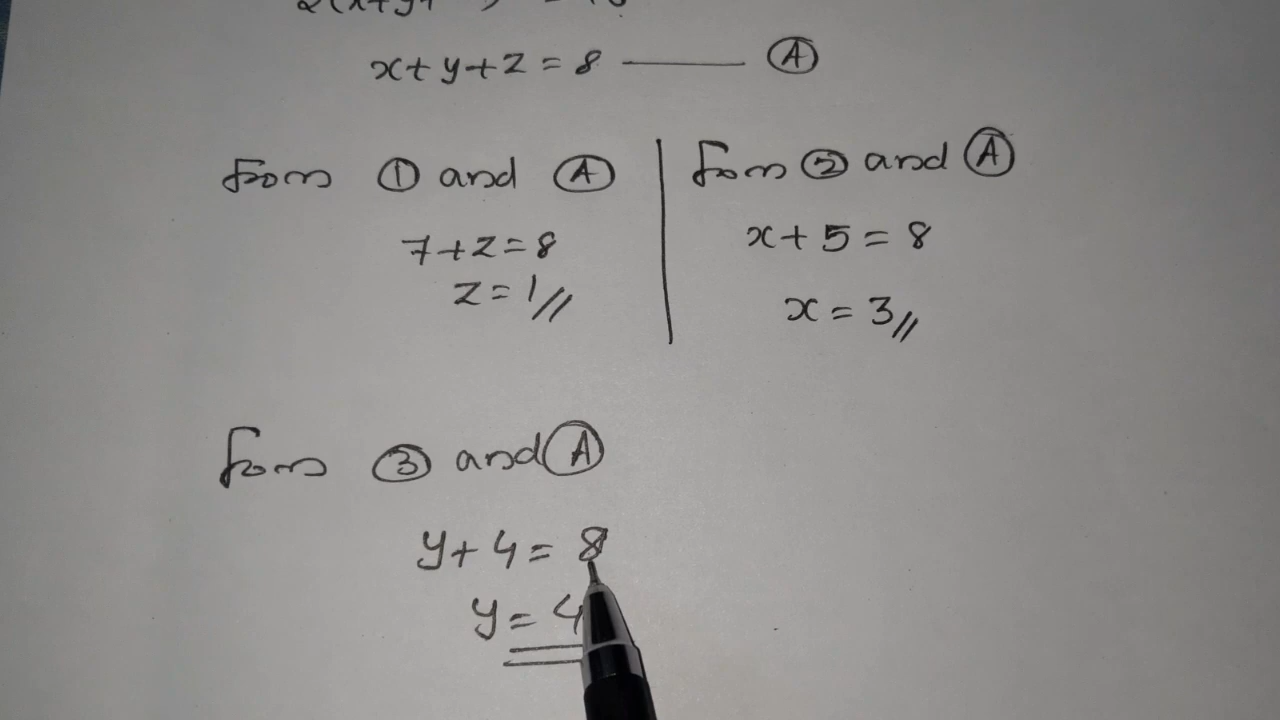 x+y+z=8 — Ⓐ
from ① and Ⓐ
7+z=8
z=1//
from ② and Ⓐ
x+5=8
x=3//
from ③ and Ⓐ
y+4=8
y=4